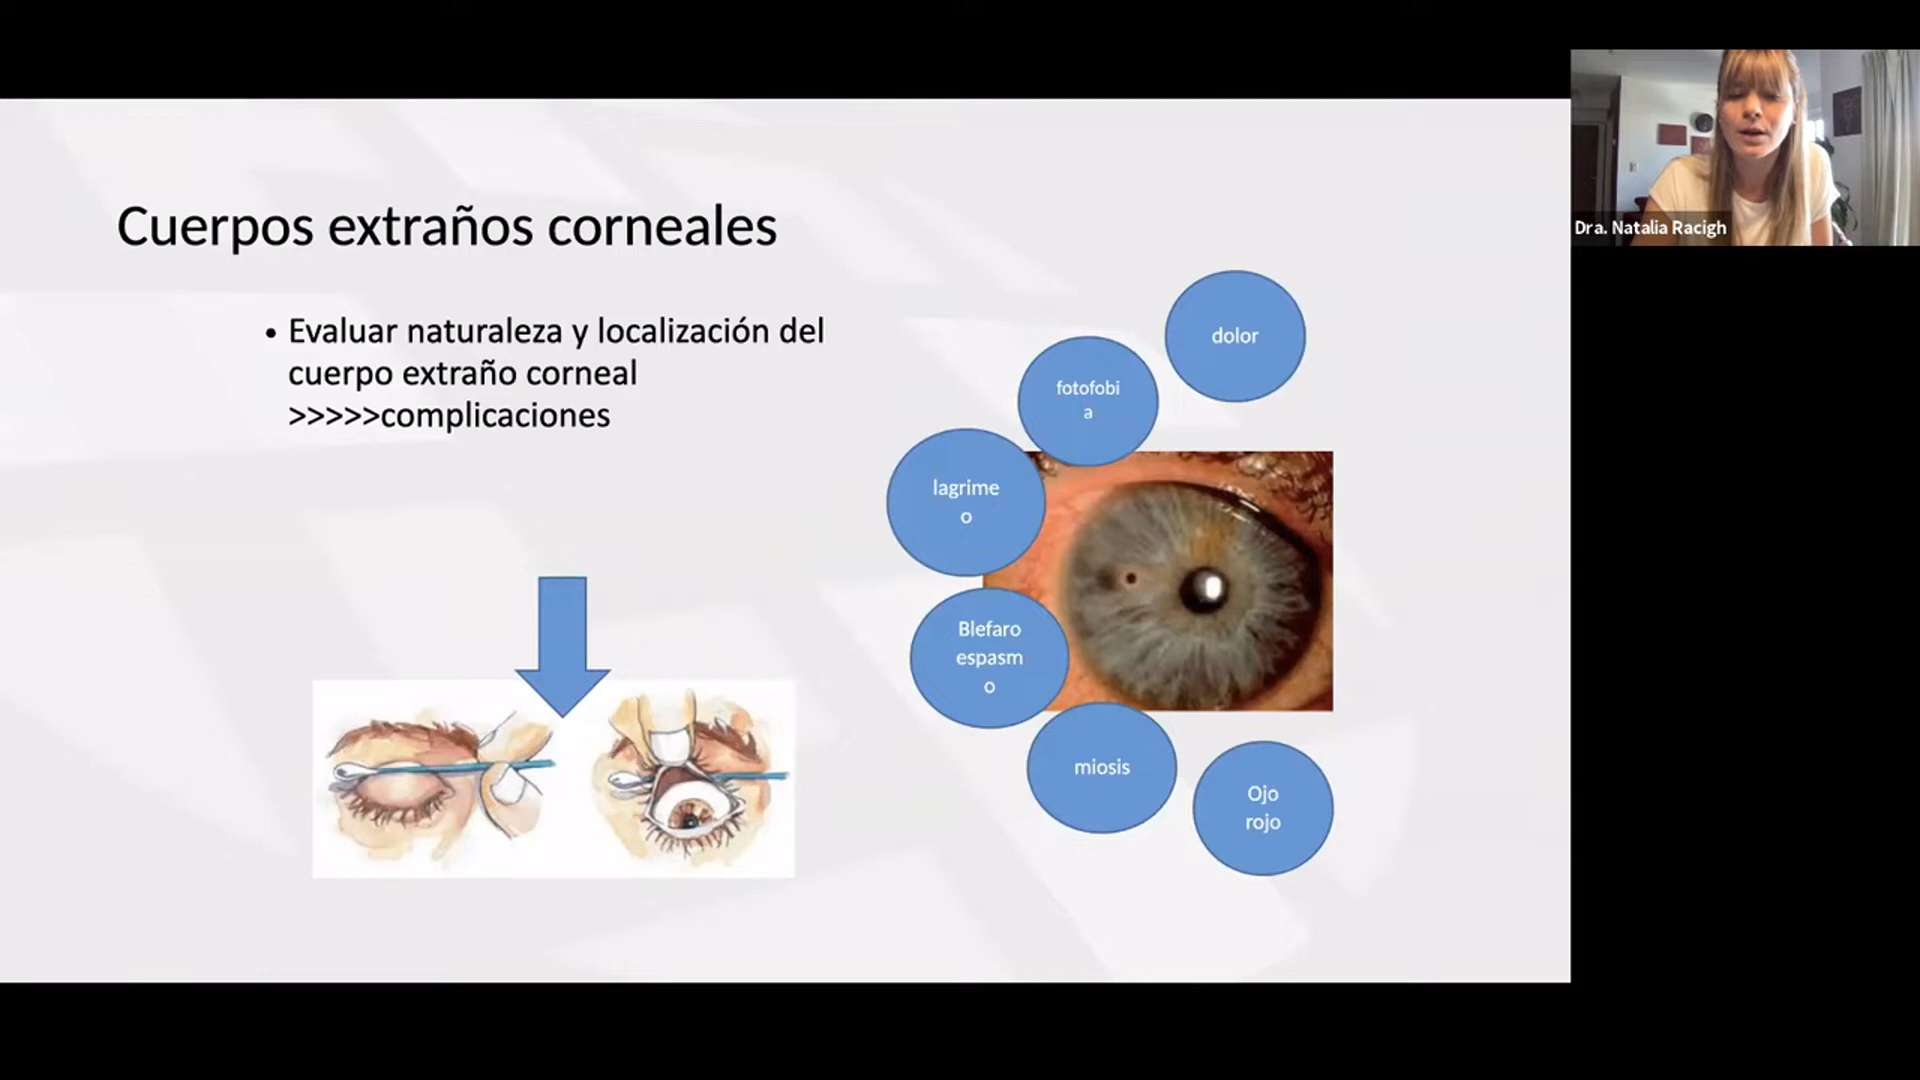 Cuerpos extraños corneales
• Evaluar naturaleza y localización del
cuerpo extraño corneal
>>>>>complicaciones
dolor
fotofobi
a
lagrime
o
Blefaro
espasm
o
miosis
Ojo
rojo
Dra. Natalia Racigh